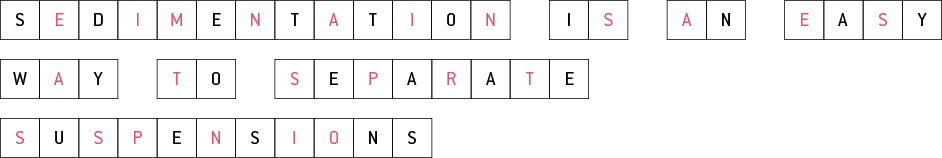 SEDIMENTATION IS AN EASY
WAY TO SEPARATE
SUSPENSIONS